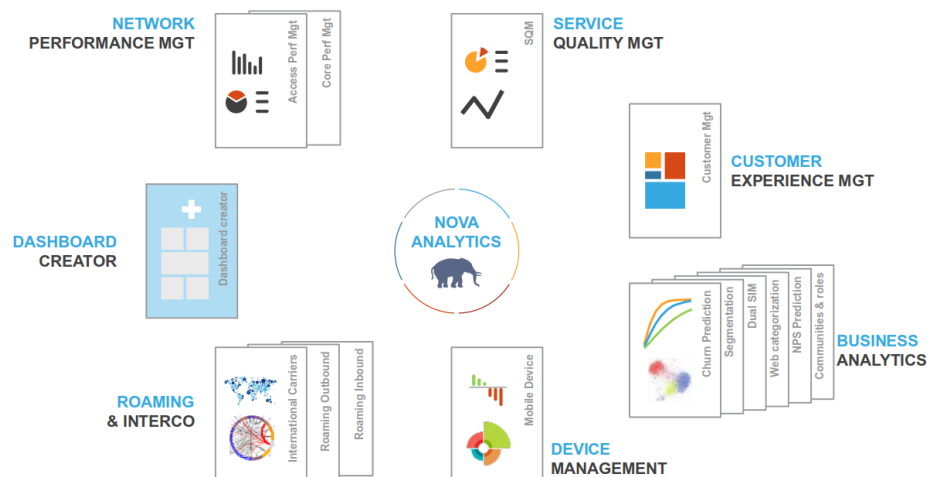 NETWORK
PERFORMANCE MGT
Access Perf Mgt
Core Perf Mgt
SERVICE
QUALITY MGT
SQM
Customer Mgt
CUSTOMER
EXPERIENCE MGT
NOVA
ANALYTICS
DASHBOARD
CREATOR
Dashboard creator
Churn Prediction
Segmentation
Dual SIM
Web categorization
NPS Prediction
Communities & roles
BUSINESS
ANALYTICS
ROAMING
& INTERCO
International Carriers
Roaming Outbound
Roaming Inbound
Mobile Device
DEVICE
MANAGEMENT